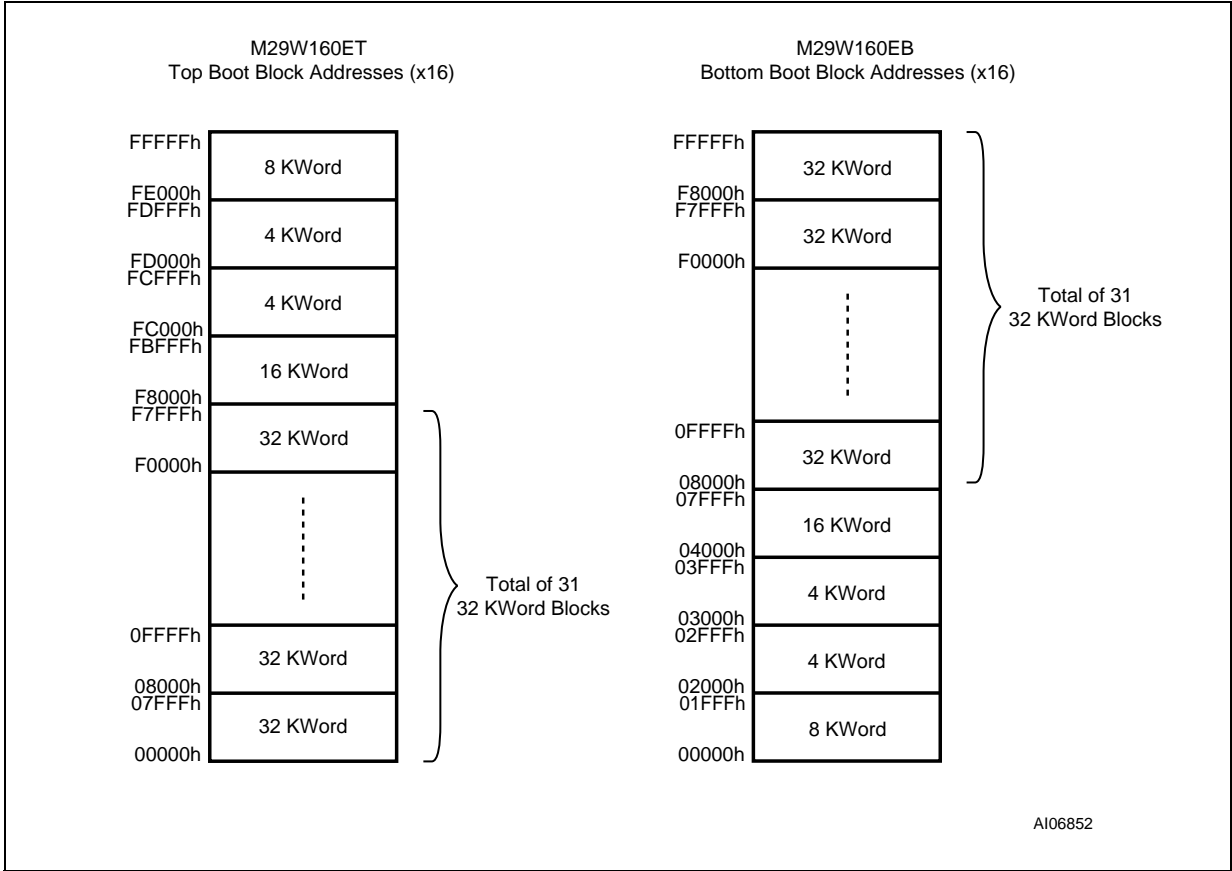 M29W160ET
Top Boot Block Addresses (x16)
FFFFFh
8 KWord
FE000h
FDFFFh
4 KWord
FD000h
FCFFFh
4 KWord
FC000h
FBFFFh
16 KWord
F8000h
F7FFFh
32 KWord
F0000h
Total of 31
32 KWord Blocks
0FFFFh
32 KWord
08000h
07FFFh
32 KWord
00000h
M29W160EB
Bottom Boot Block Addresses (x16)
FFFFFh
32 KWord
F8000h
F7FFFh
32 KWord
F0000h
Total of 31
32 KWord Blocks
0FFFFh
32 KWord
08000h
07FFFh
16 KWord
04000h
03FFFh
4 KWord
03000h
02FFFh
4 KWord
02000h
01FFFh
8 KWord
00000h
AI06852